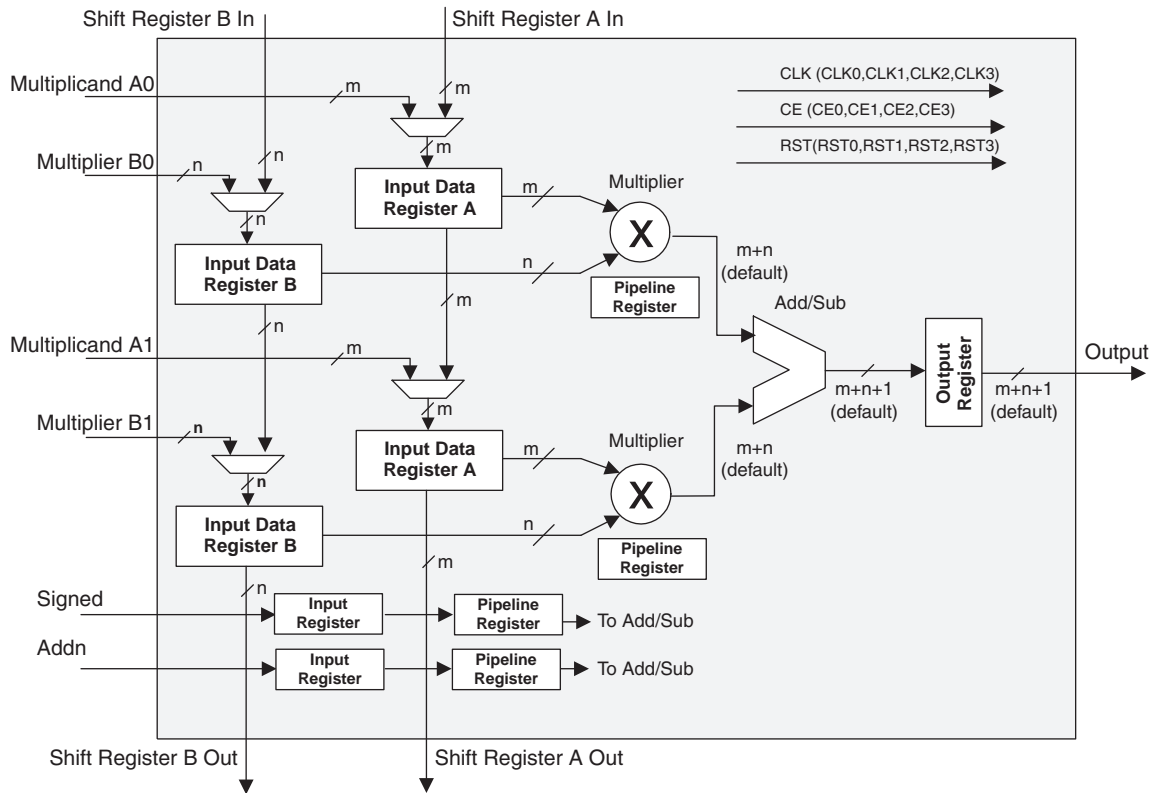 Shift Register B In
Shift Register A In
Multiplicand A0
m
m
CLK (CLK0,CLK1,CLK2,CLK3)
CE (CE0,CE1,CE2,CE3)
RST(RST0,RST1,RST2,RST3)
m
Multiplier B0
n
n
n
Input Data
Register A
m
Multiplier
X
Input Data
Register B
n
Pipeline
Register
m+n
(default)
m
n
Add/Sub
Multiplicand A1
m
m
Output
Register
Output
m+n+1
(default)
m+n+1
(default)
Multiplier B1
n
n
Input Data
Register A
m
Multiplier
X
m+n
(default)
Input Data
Register B
n
Pipeline
Register
m
n
Signed
Input
Register
Pipeline
Register
To Add/Sub
Addn
Input
Register
Pipeline
Register
To Add/Sub
Shift Register B Out
Shift Register A Out